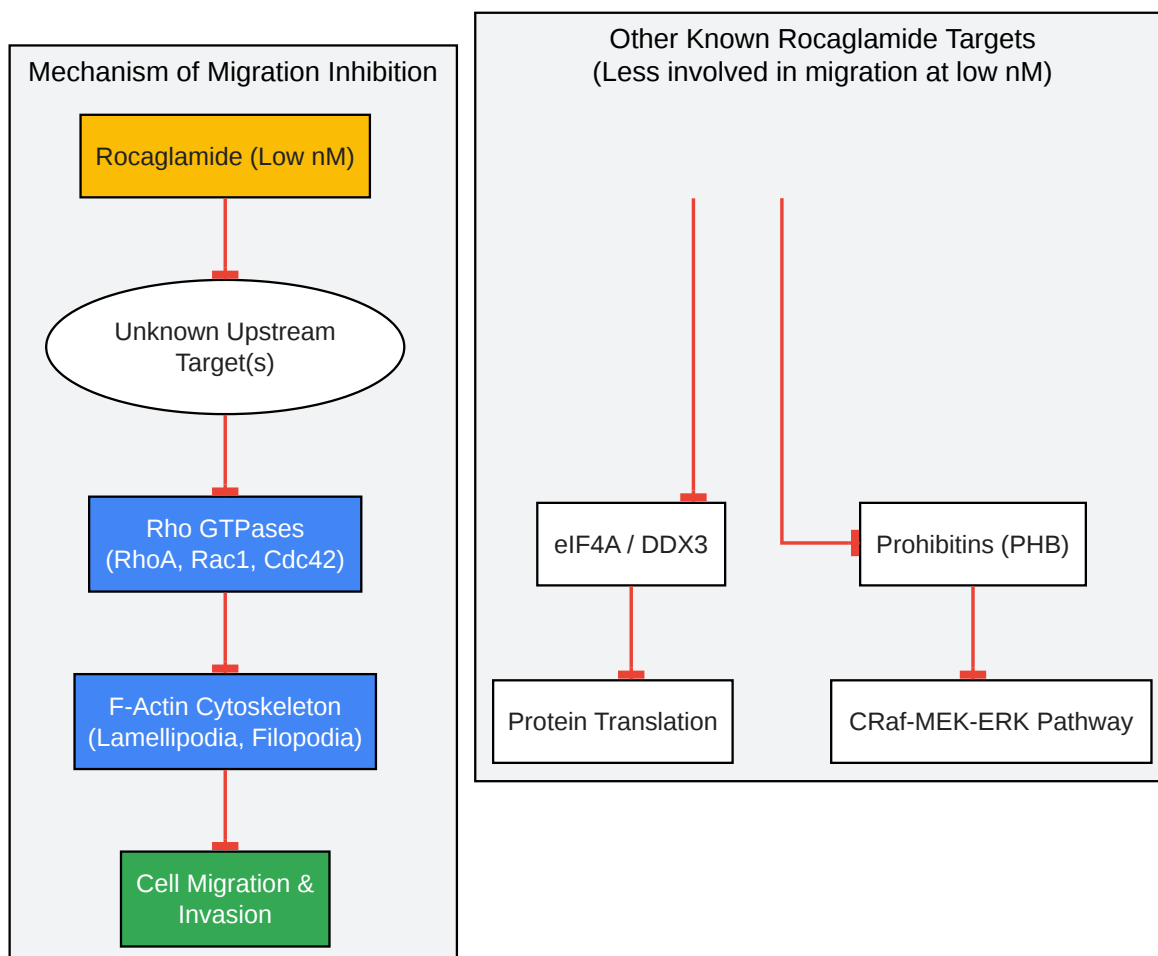 Mechanism of Migration Inhibition
Rocaglamide (Low nM)
Unknown Upstream
Target(s)
Rho GTPases
(RhoA, Rac1, Cdc42)
F-Actin Cytoskeleton
(Lamellipodia, Filopodia)
Cell Migration &
Invasion
Other Known Rocaglamide Targets
(Less involved in migration at low nM)
eIF4A / DDX3
Prohibitins (PHB)
Protein Translation
CRaf-MEK-ERK Pathway